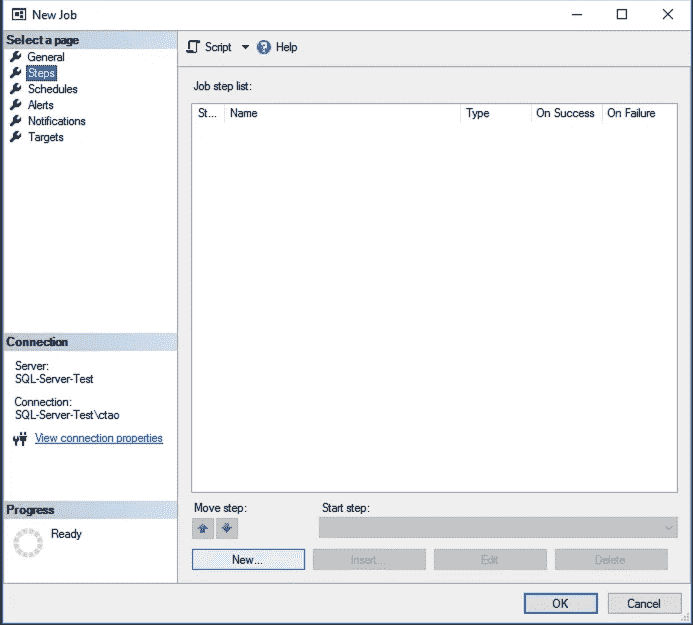 New Job
Select a page
General
Steps
Schedules
Alerts
Notifications
Targets
Script
Help
Job step list:
St... Name Type On Success On Failure
Connection
Server:
SQL-Server-Test
Connection:
SQL-Server-Test\ctao
View connection properties
Progress
Ready
Move step:
Start step:
New... Insert... Edit Delete
OK Cancel